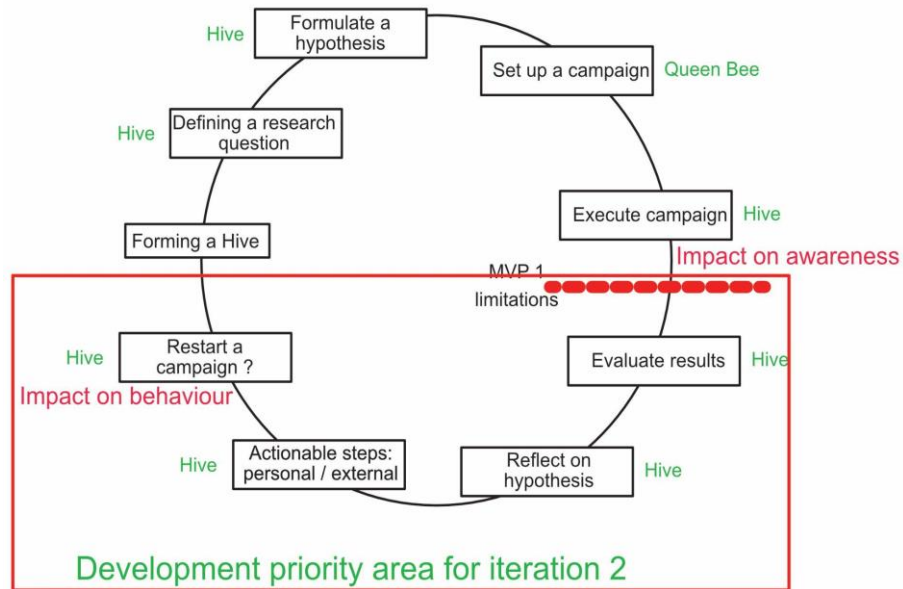 Hive
Formulate a
hypothesis
Set up a campaign
Queen Bee
Hive
Defining a research
question
Execute campaign
Hive
Forming a Hive
Impact on awareness
MVP 1
limitations
Hive
Restart a
campaign ?
Evaluate results
Hive
Impact on behaviour
Hive
Actionable steps:
personal / external
Reflect on
hypothesis
Hive
Development priority area for iteration 2